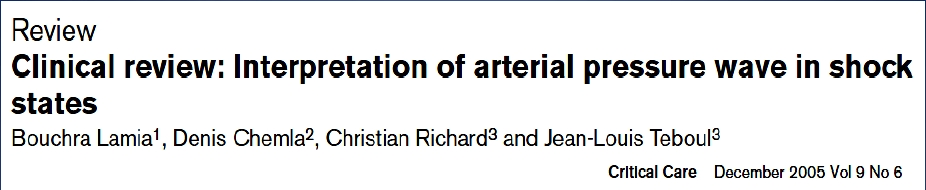 Review
Clinical review: Interpretation of arterial pressure wave in shock
states
Bouchra Lamia¹, Denis Chemla², Christian Richard³ and Jean-Louis Teboul³
Critical Care December 2005 Vol 9 No 6